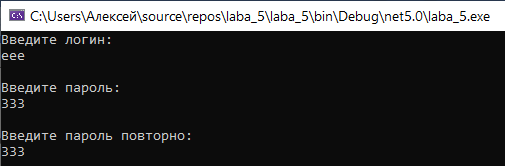 C:\Users\Алексей\source\repos\laba_5\laba_5\bin\Debug\net5.0\laba_5.exe
Введите логин:
eee
Введите пароль:
333
Введите пароль повторно:
333